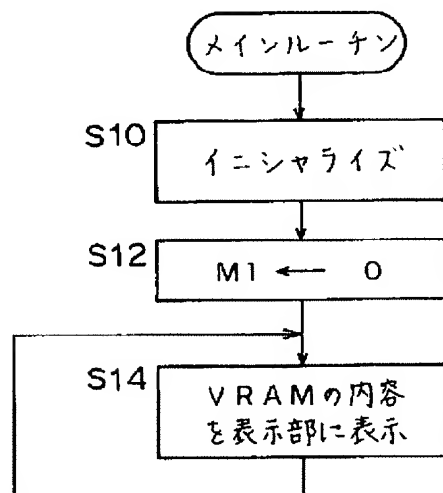 メインルーチン
S10
イニシャライズ
S12
M1 ← 0
S14
VRAMの内容
を表示部に表示